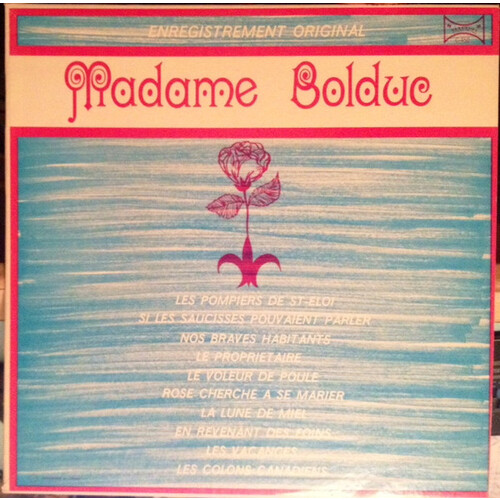 ENREGISTREMENT ORIGINAL
Madame Bolduc
LES POMPIERS DE ST-ELOI
SI LES SAUCISSES POUVAIENT PARLER
NOS BRAVES HABITANTS
LE PROPRIETAIRE
LE VOLEUR DE POULE
ROSE CHERCHE A SE MARIER
LA LUNE DE MIEL
EN REVENANT DES FOINS
LES VACANCES
LES COLONS CANADIENS